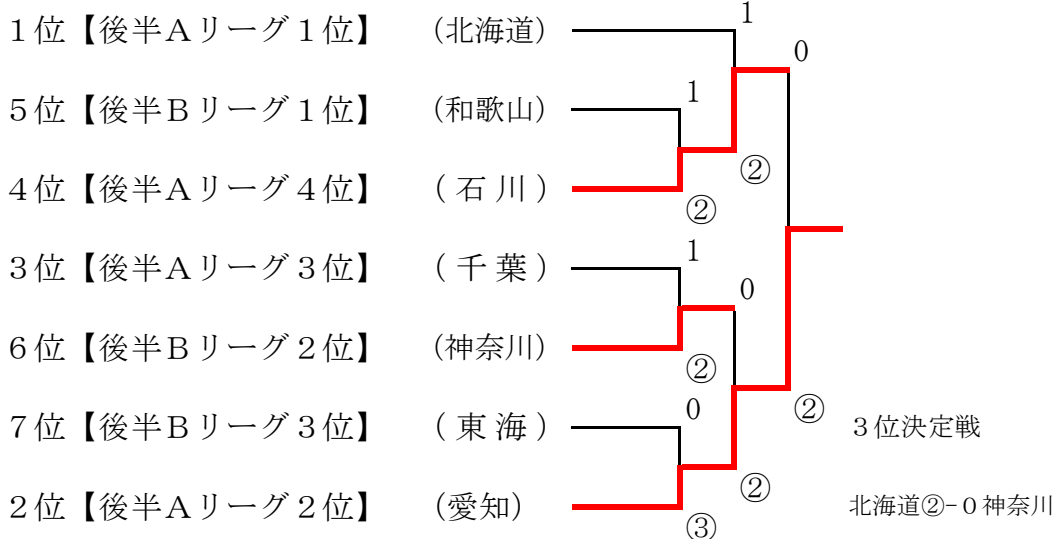 1
１位【後半Ａリーグ１位】 （北海道）
0
５位【後半Ｂリーグ１位】 （和歌山）
1
４位【後半Ａリーグ４位】 （ 石 川 ）
②
②
３位【後半Ａリーグ３位】 （ 千 葉 ）
1
0
６位【後半Ｂリーグ２位】 （神奈川）
②
７位【後半Ｂリーグ３位】 （ 東 海 ）
0
②
３位決定戦
２位【後半Ａリーグ２位】 （愛知）
②
③
北海道②-０神奈川